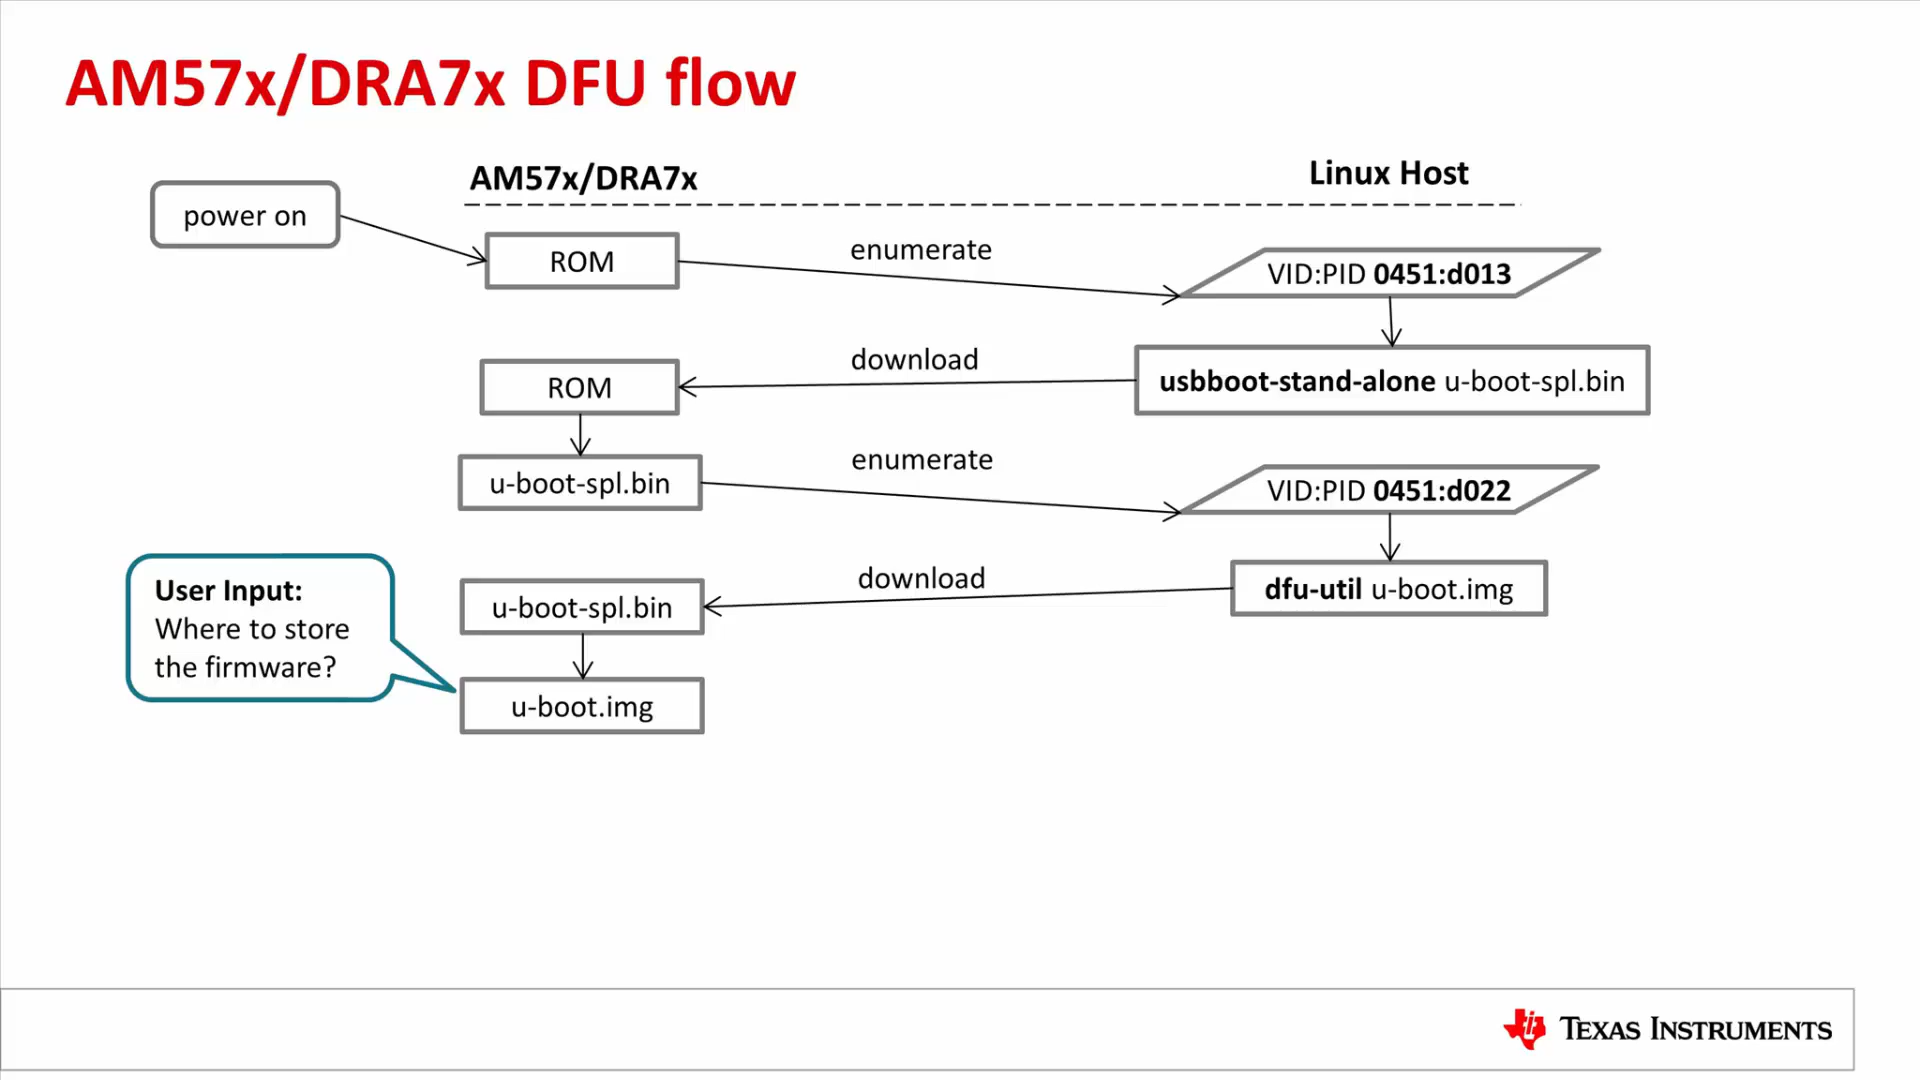 AM57x/DRA7x DFU flow
AM57x/DRA7x
Linux Host
power on
ROM
enumerate
VID:PID 0451:d013
download
ROM
usbboot-stand-alone u-boot-spl.bin
enumerate
u-boot-spl.bin
VID:PID 0451:d022
User Input:
Where to store
the firmware?
download
u-boot-spl.bin
dfu-util u-boot.img
u-boot.img
TEXAS INSTRUMENTS